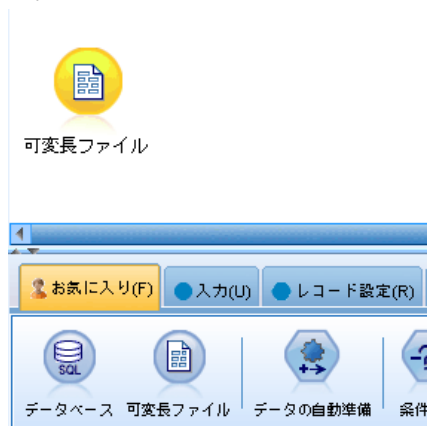 可変長ファイル
お気に入り(F) 入力(U) レコード設定(R)
SQL
データベース 可変長ファイル データの自動準備 条件